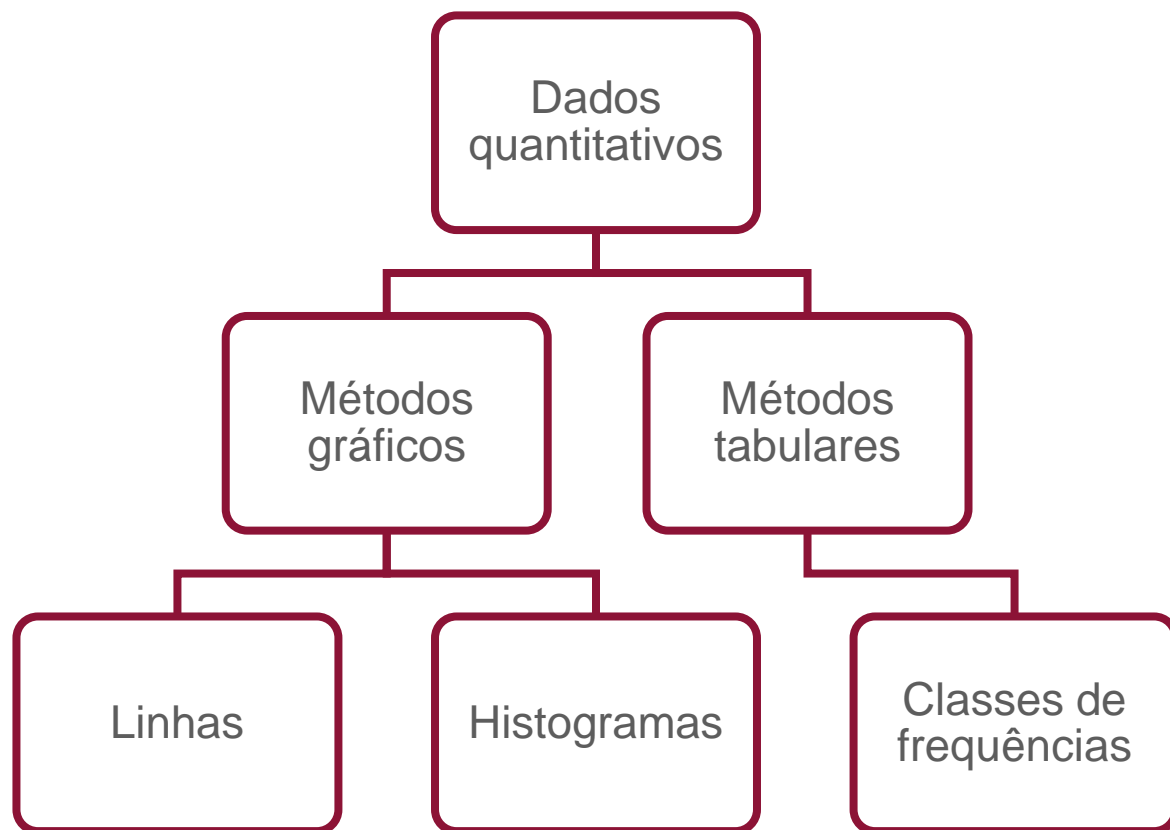 Dados
quantitativos
Métodos
gráficos
Métodos
tabulares
Linhas
Histogramas
Classes de
frequências